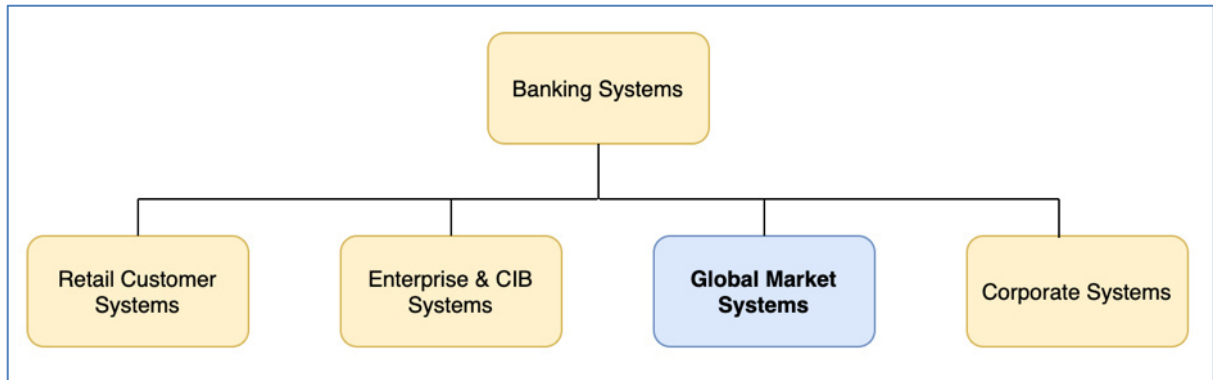 Banking Systems
Retail Customer
Systems
Enterprise & CIB
Systems
Global Market
Systems
Corporate Systems